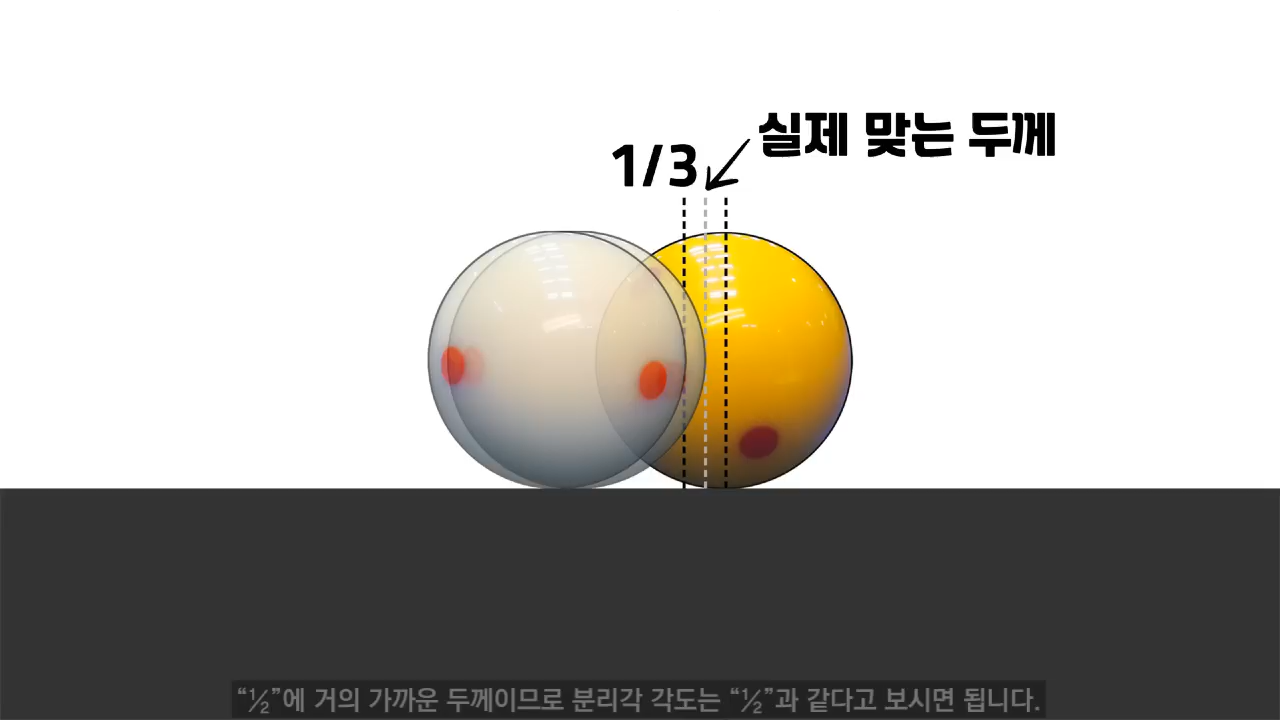 실제 맞는 두께
1/3
“½”에 거의 가까운 두께이므로 분리각 각도는 “½”과 같다고 보시면 됩니다.